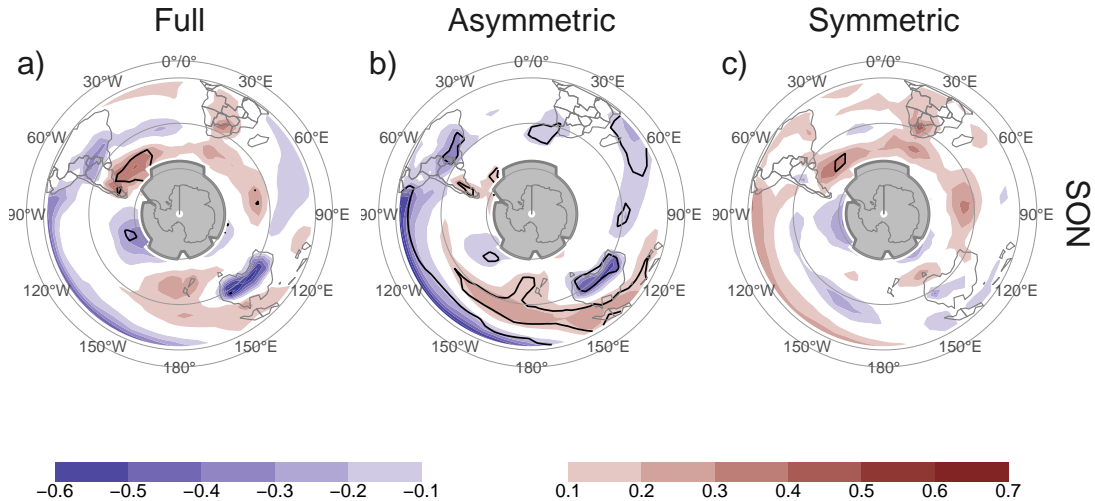 Full Asymmetric Symmetric
a) b) c)
0°/0° 0°/0° 0°/0°
30°W 30°E 30°W 30°E 30°W 30°E
60°W 60°E 60°W 60°E 60°W 60°E
90°W 90°E 90°W 90°E 90°W 90°E
SON
120°W 120°E 120°W 120°E 120°W 120°E
150°W 150°E 150°W 150°E 150°W 150°E
180° 180° 180°
−0.6 −0.5 −0.4 −0.3 −0.2 −0.1 0.1 0.2 0.3 0.4 0.5 0.6 0.7